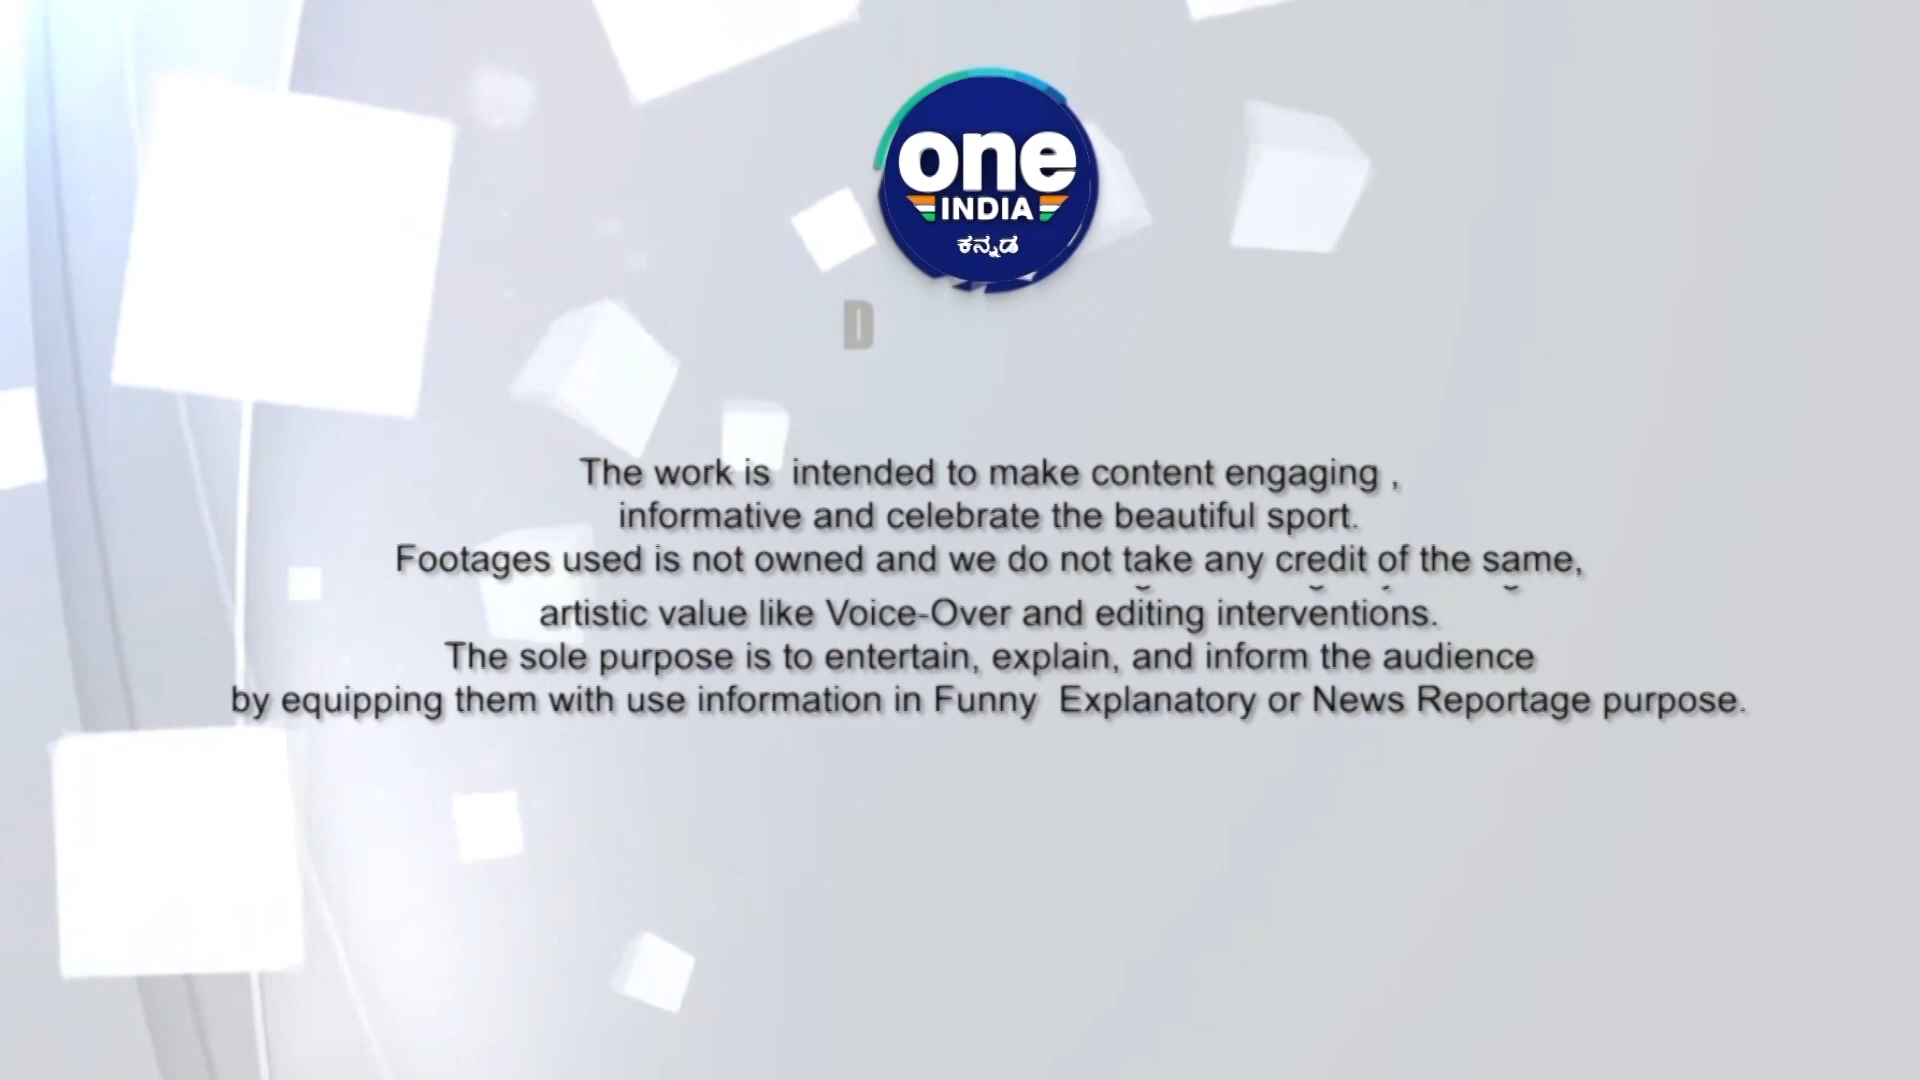 one
INDIA
ಕನ್ನಡ
D
The work is intended to make content engaging ,
informative and celebrate the beautiful sport.
Footages used is not owned and we do not take any credit of the same,
artistic value like Voice-Over and editing interventions.
The sole purpose is to entertain, explain, and inform the audience
by equipping them with use information in Funny Explanatory or News Reportage purpose.